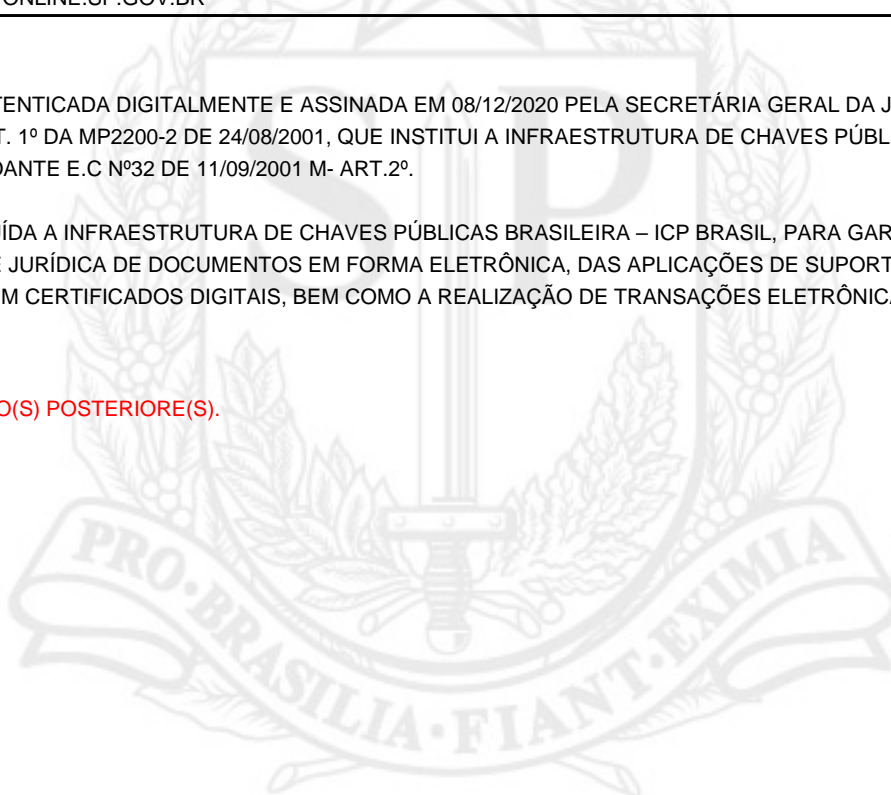 ONLINE.SP.GOV.BR
TENTICADA DIGITALMENTE E ASSINADA EM 08/12/2020 PELA SECRETÁRIA GERAL DA J
T. 1º DA MP2200-2 DE 24/08/2001, QUE INSTITUI A INFRAESTRUTURA DE CHAVES PÚBL
DANTE E.C Nº32 DE 11/09/2001 M- ART.2º.
ÍDA A INFRAESTRUTURA DE CHAVES PÚBLICAS BRASILEIRA – ICP BRASIL, PARA GAR
E JURÍDICA DE DOCUMENTOS EM FORMA ELETRÔNICA, DAS APLICAÇÕES DE SUPORT
M CERTIFICADOS DIGITAIS, BEM COMO A REALIZAÇÃO DE TRANSAÇÕES ELETRÔNICA
O(S) POSTERIORE(S).
SP
PRO·BRASILIA·FIANT·EXIMIA